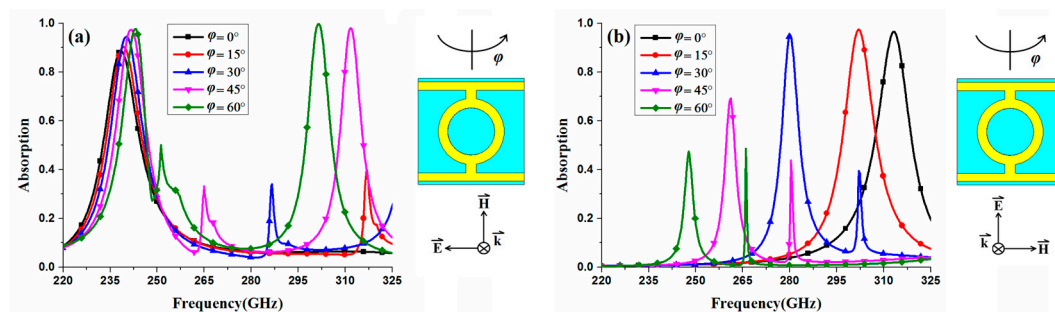 (a)
φ= 0°
φ= 15°
φ= 30°
φ= 45°
φ= 60°
1.0
0.8
0.6
0.4
0.2
0.0
Absorption
220 235 250 265 280 295 310 325
Frequency(GHz)
φ
H
E k
(b)
φ= 0°
φ= 15°
φ= 30°
φ= 45°
φ= 60°
1.0
0.8
0.6
0.4
0.2
0.0
Absorption
220 235 250 265 280 295 310 325
Frequency(GHz)
φ
E
k H